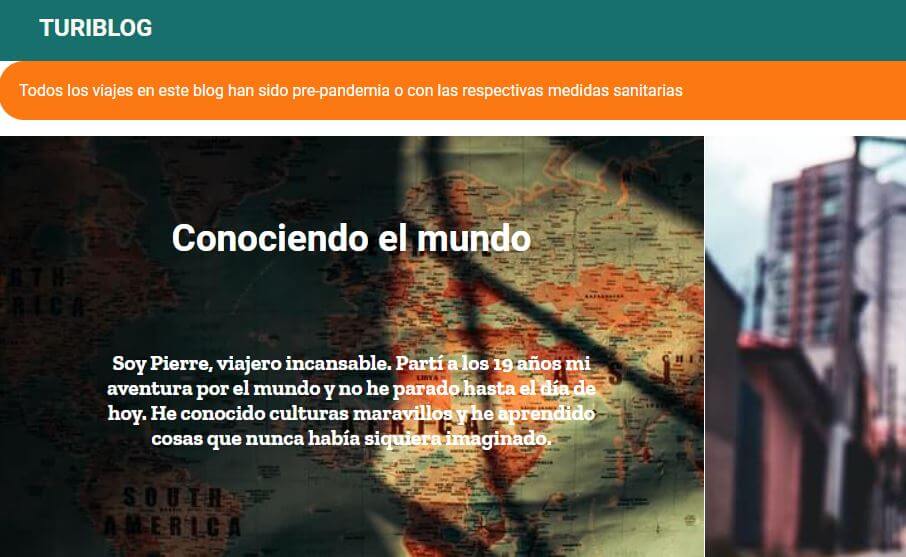 TURIBLOG
Todos los viajes en este blog han sido pre-pandemia o con las respectivas medidas sanitarias
Conociendo el mundo
Soy Pierre, viajero incansable. Partí a los 19 años mi
aventura por el mundo y no he parado hasta el día de
hoy. He conocido culturas maravillos y he aprendido
cosas que nunca había siquiera imaginado.
SOUTH
AMERICA